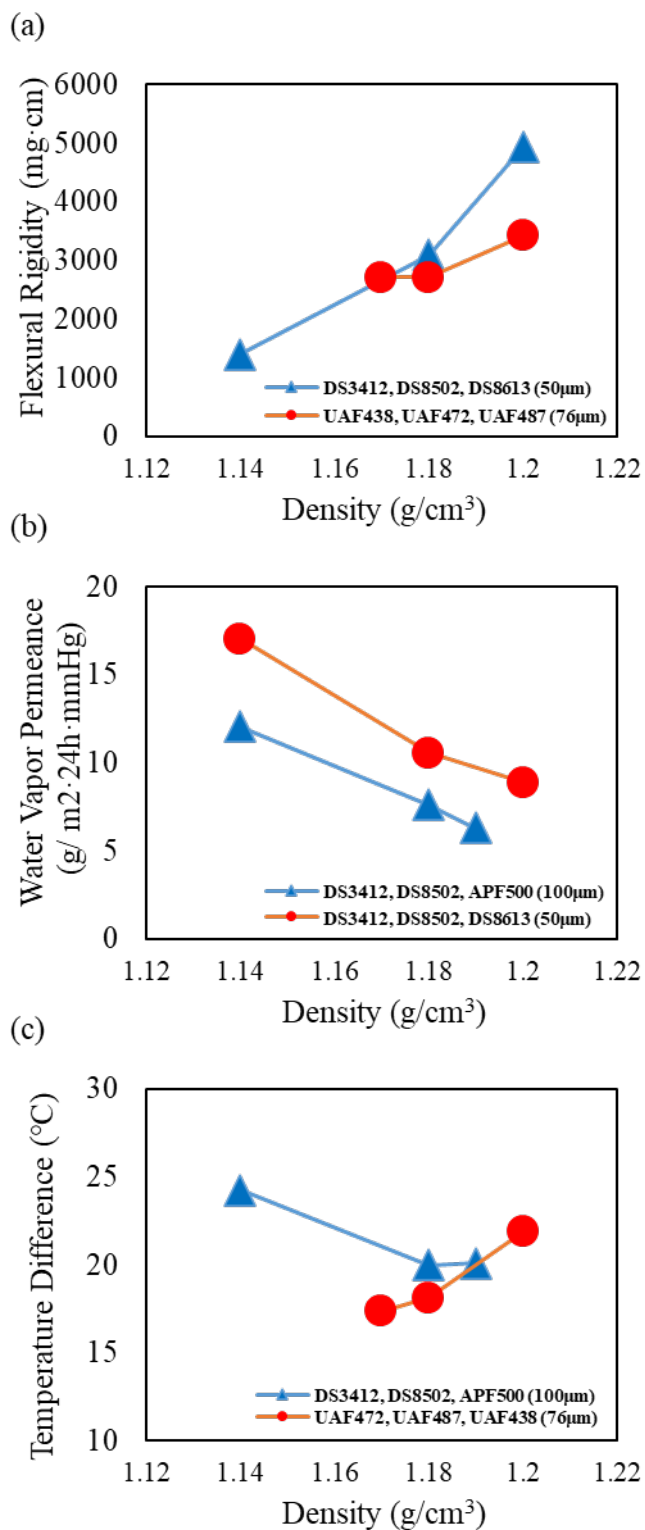 (a)
Flexural Rigidity (mg·cm)
6000
5000
4000
3000
2000
1000
0
DS3412, DS8502, DS8613 (50μm)
UAF438, UAF472, UAF487 (76μm)
1.12 1.14 1.16 1.18 1.2 1.22
Density (g/cm³)
(b)
Water Vapor Permeance
(g/ m2·24h·mmHg)
20
15
10
5
0
DS3412, DS8502, APF500 (100μm)
DS3412, DS8502, DS8613 (50μm)
1.12 1.14 1.16 1.18 1.2 1.22
Density (g/cm³)
(c)
Temperature Difference (°C)
30
25
20
15
10
DS3412, DS8502, APF500 (100μm)
UAF472, UAF487, UAF438 (76μm)
1.12 1.14 1.16 1.18 1.2 1.22
Density (g/cm³)